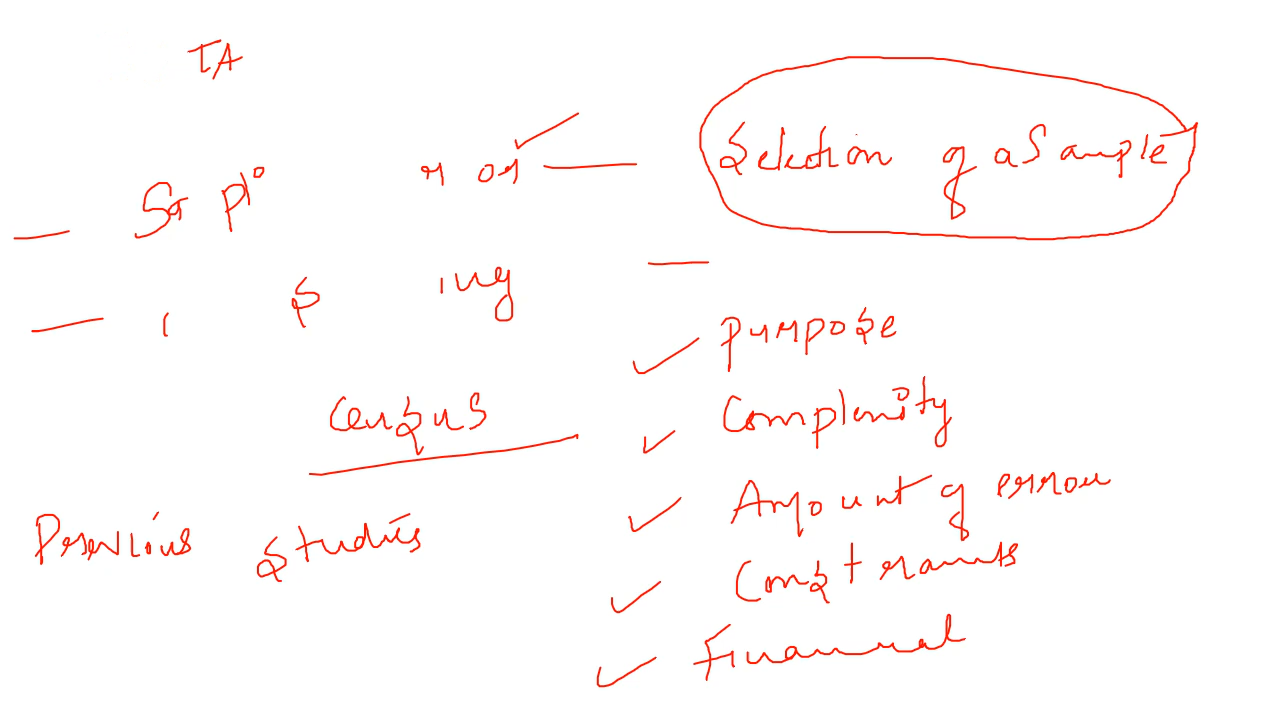 TA
Selection of a Sample
Purpose
Census
Complexity
Amount of error
Previous studies
Constraints
Financial